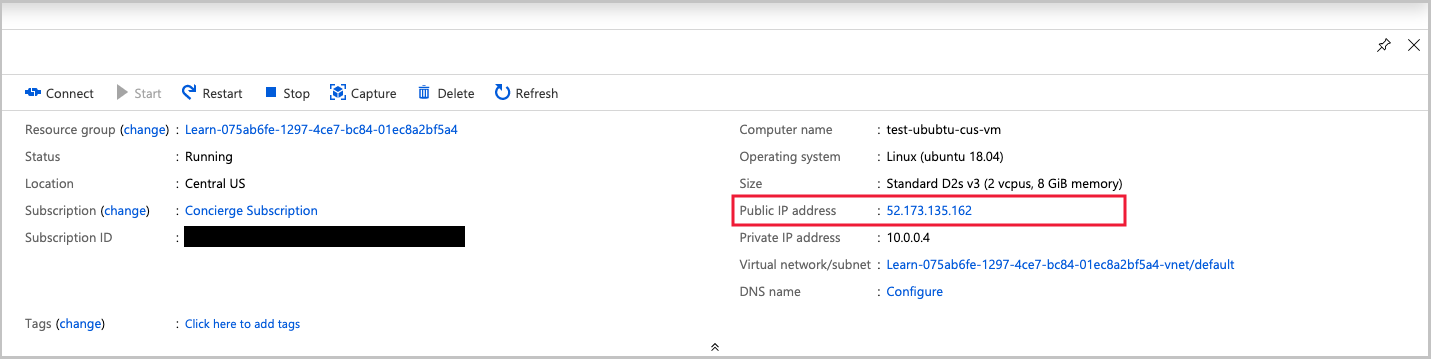 Connect Start Restart Stop Capture Delete Refresh
Resource group (change) : Learn-075ab6fe-1297-4ce7-bc84-01ec8a2bf5a4
Status : Running
Location : Central US
Subscription (change) : Concierge Subscription
Subscription ID :
Tags (change) : Click here to add tags
Computer name : test-ububtu-cus-vm
Operating system : Linux (ubuntu 18.04)
Size : Standard D2s v3 (2 vcpus, 8 GiB memory)
Public IP address : 52.173.135.162
Private IP address : 10.0.0.4
Virtual network/subnet : Learn-075ab6fe-1297-4ce7-bc84-01ec8a2bf5a4-vnet/default
DNS name : Configure